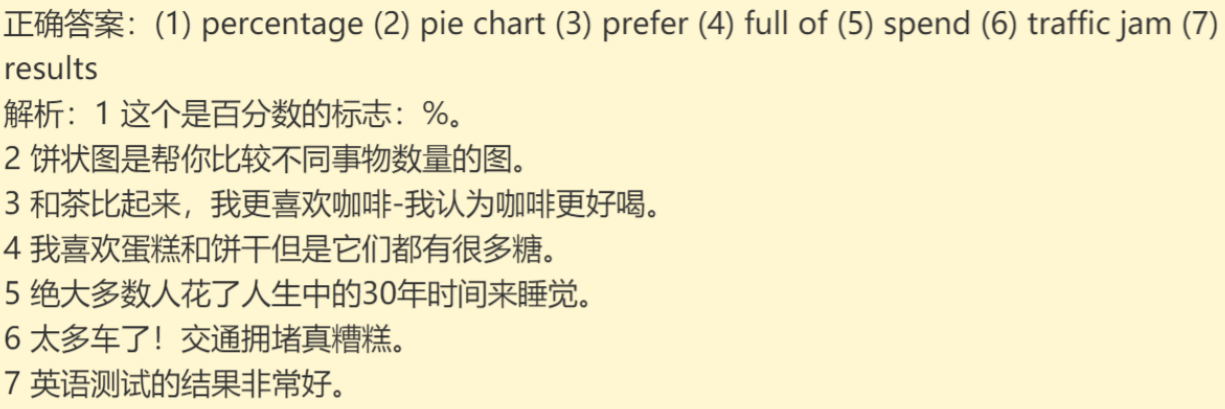 正确答案：(1) percentage (2) pie chart (3) prefer (4) full of (5) spend (6) traffic jam (7)
results
解析：1 这个是百分数的标志：%。
2 饼状图是帮你比较不同事物数量的图。
3 和茶比起来，我更喜欢咖啡-我认为咖啡更好喝。
4 我喜欢蛋糕和饼干但是它们都有很多糖。
5 绝大多数人花了人生中的30年时间来睡觉。
6 太多车了！交通拥堵真糟糕。
7 英语测试的结果非常好。